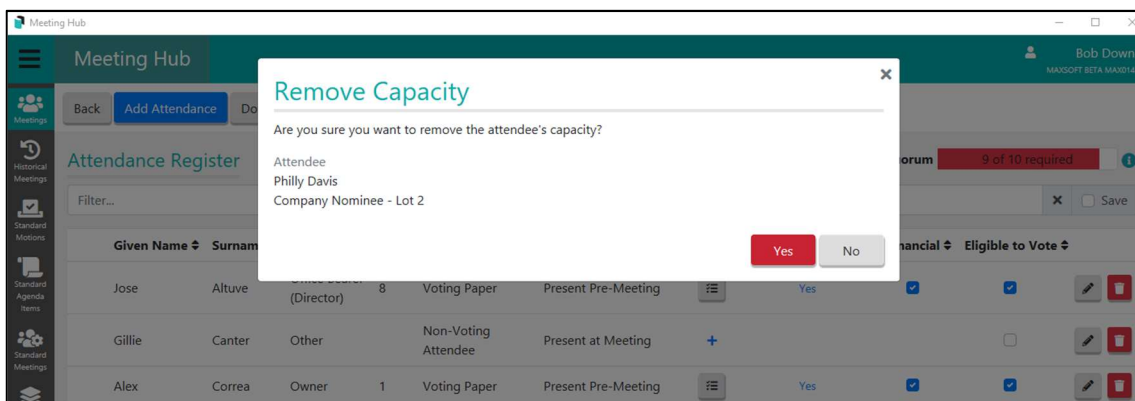 Meeting Hub
Meeting Hub
Bob Down
MAXSOFT BETA MAX014
Meetings
Back Add Attendance Do
Remove Capacity
Are you sure you want to remove the attendee's capacity?
Attendee
Philly Davis
Company Nominee - Lot 2
Yes No
Historical
Meetings
Attendance Register
orum 9 of 10 required
Filter...
Save
Standard
Motions
Given Name Surnam
nancial Eligible to Vote
Standard
Agenda
Items
Jose Altuve (Director) 8 Voting Paper Present Pre-Meeting Yes
Gillie Canter Other Non-Voting Attendee Present at Meeting +
Standard
Meetings
Alex Correa Owner 1 Voting Paper Present Pre-Meeting Yes